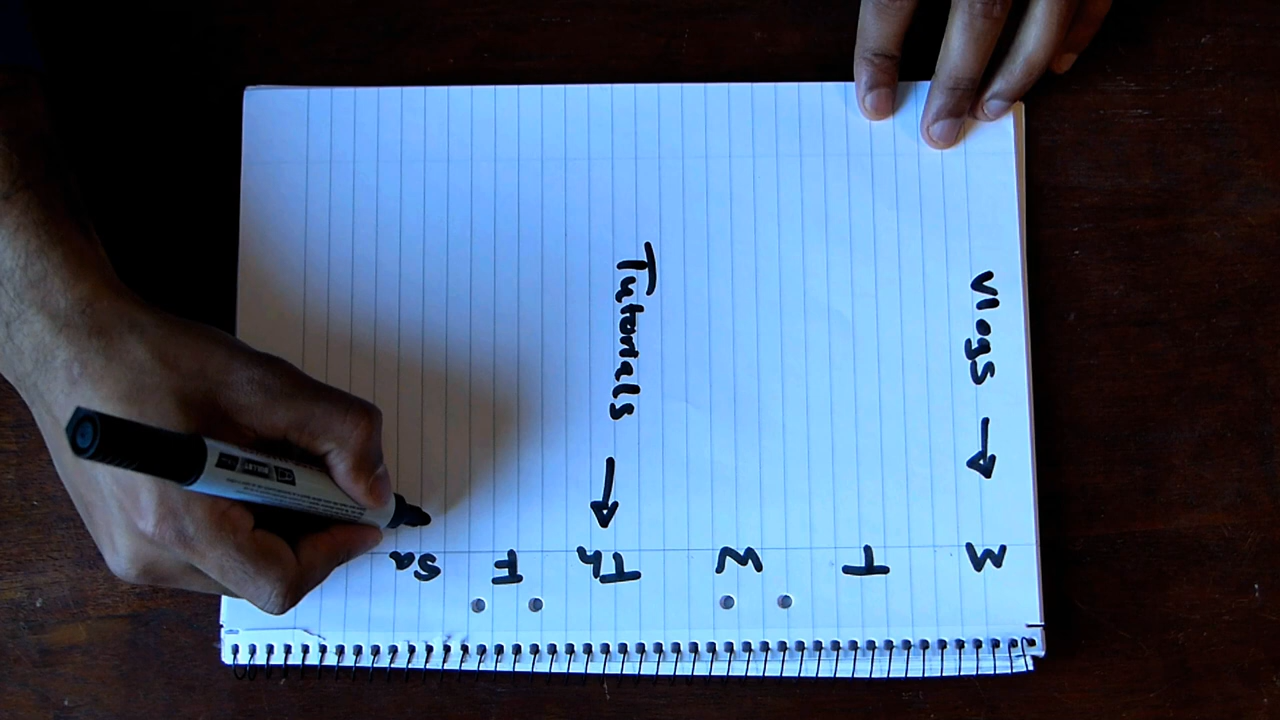 M T W Th F Sa
Vlogs →
Tutorials →